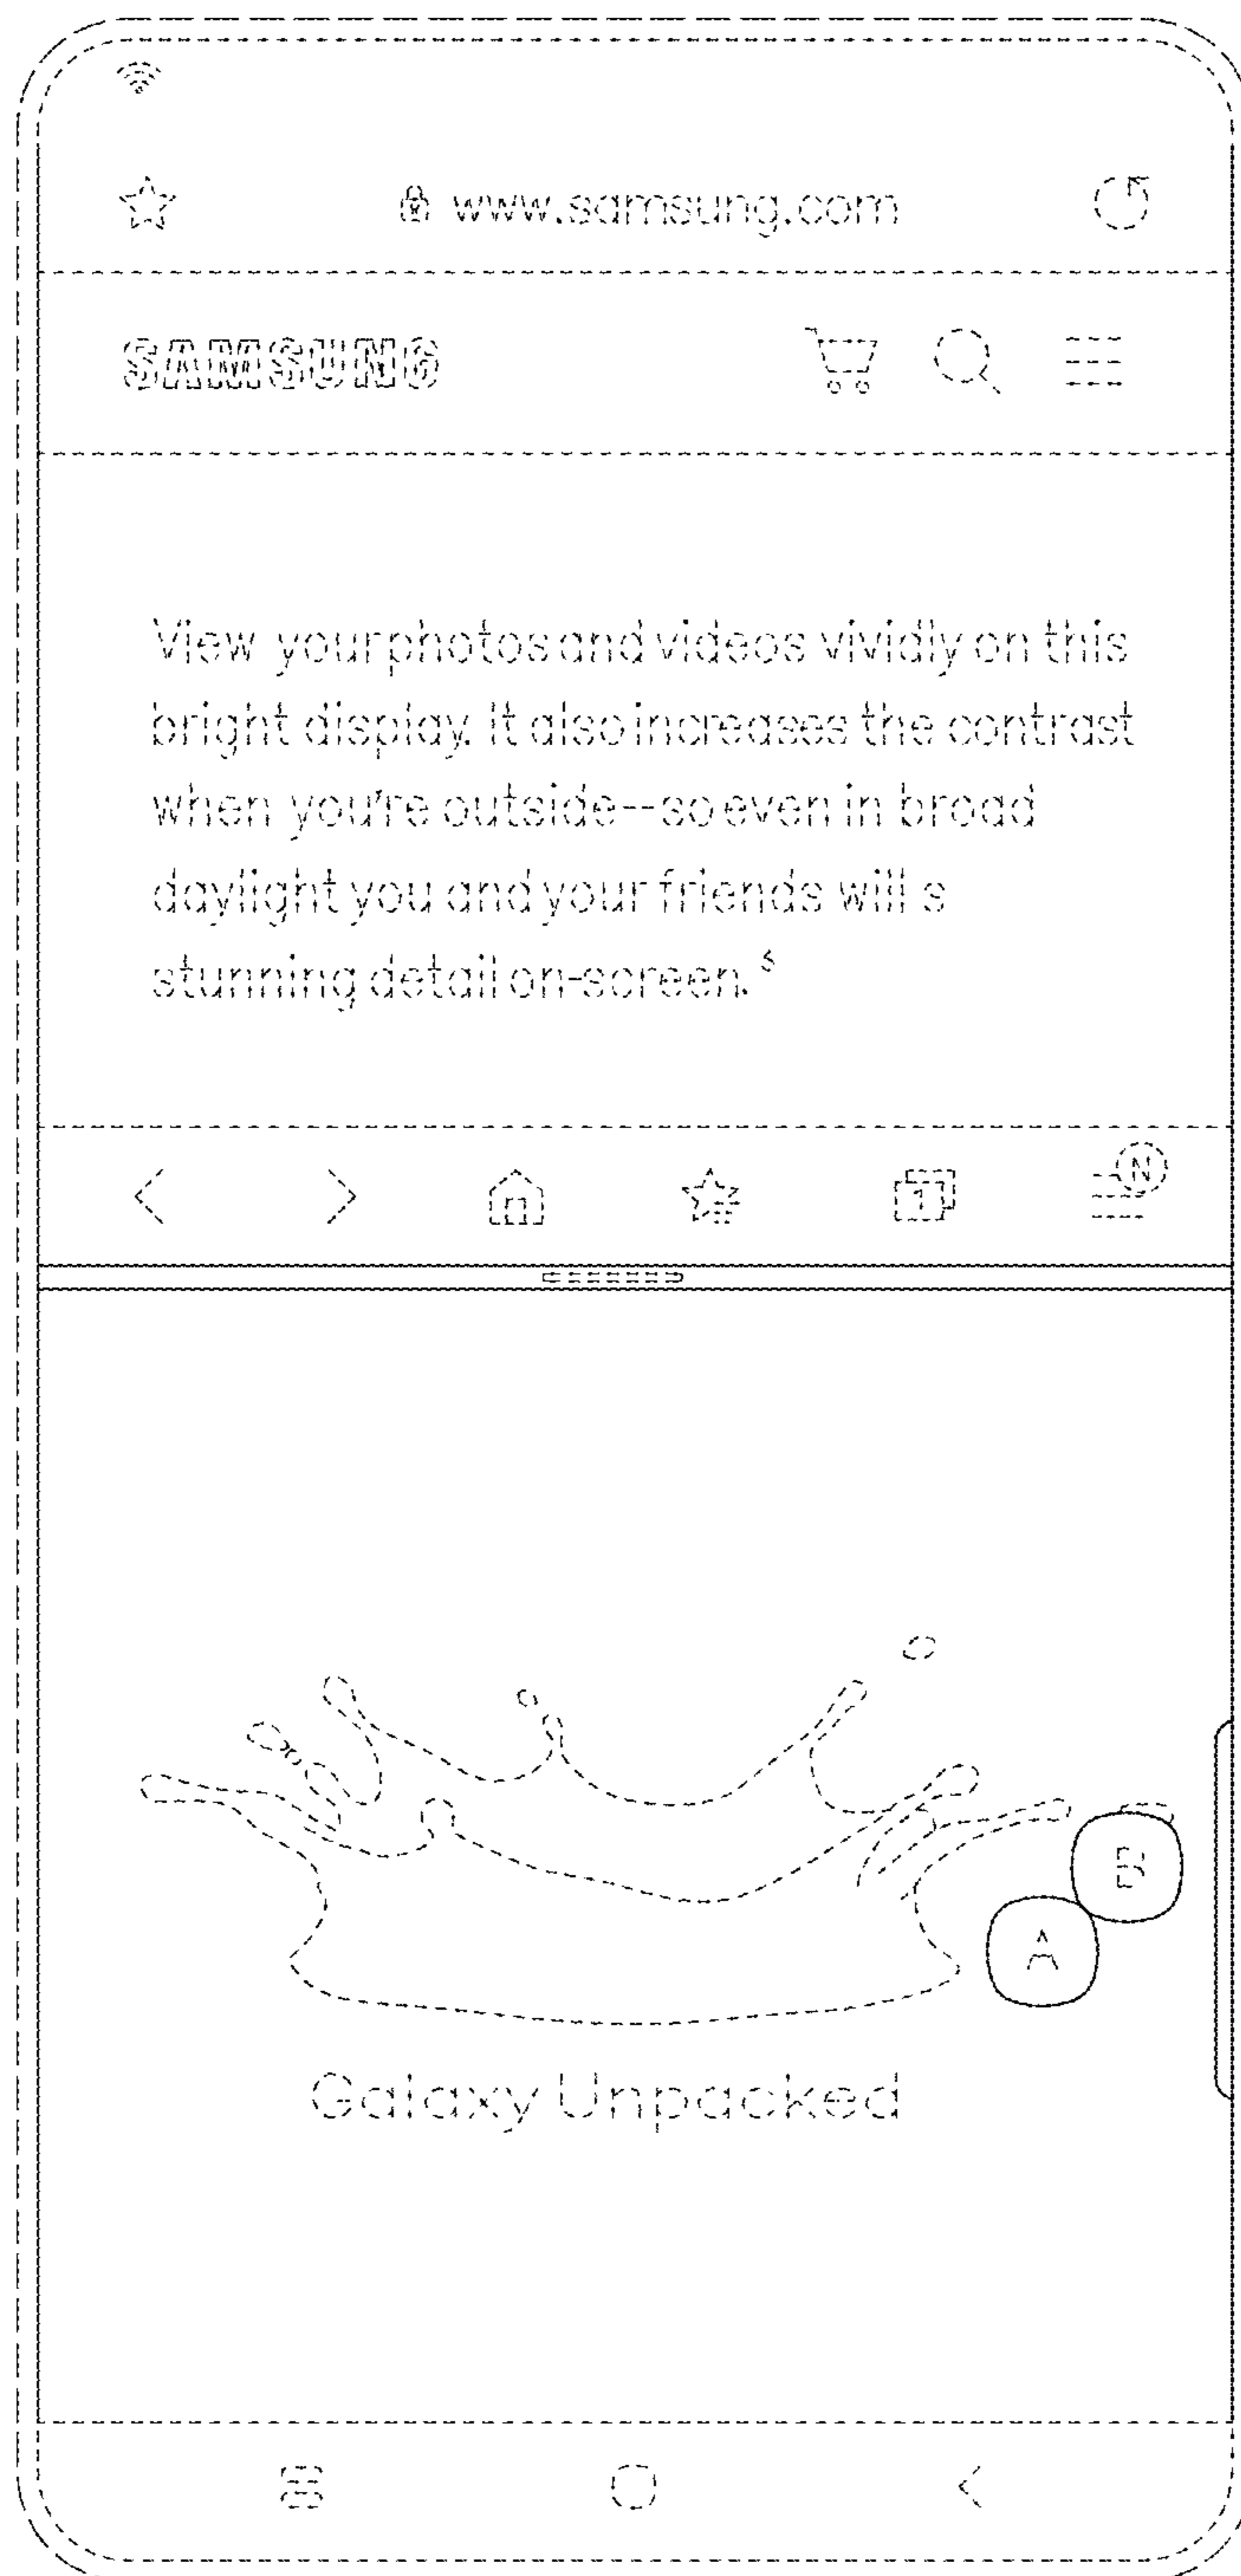 www.samsung.com
SAMSUNG
View your photos and videos vividly on this
bright display. It also increases the contrast
when you're outside--so even in broad
daylight you and your friends will s
stunning detail on-screen.⁵
N
1
B
A
Galaxy Unpacked